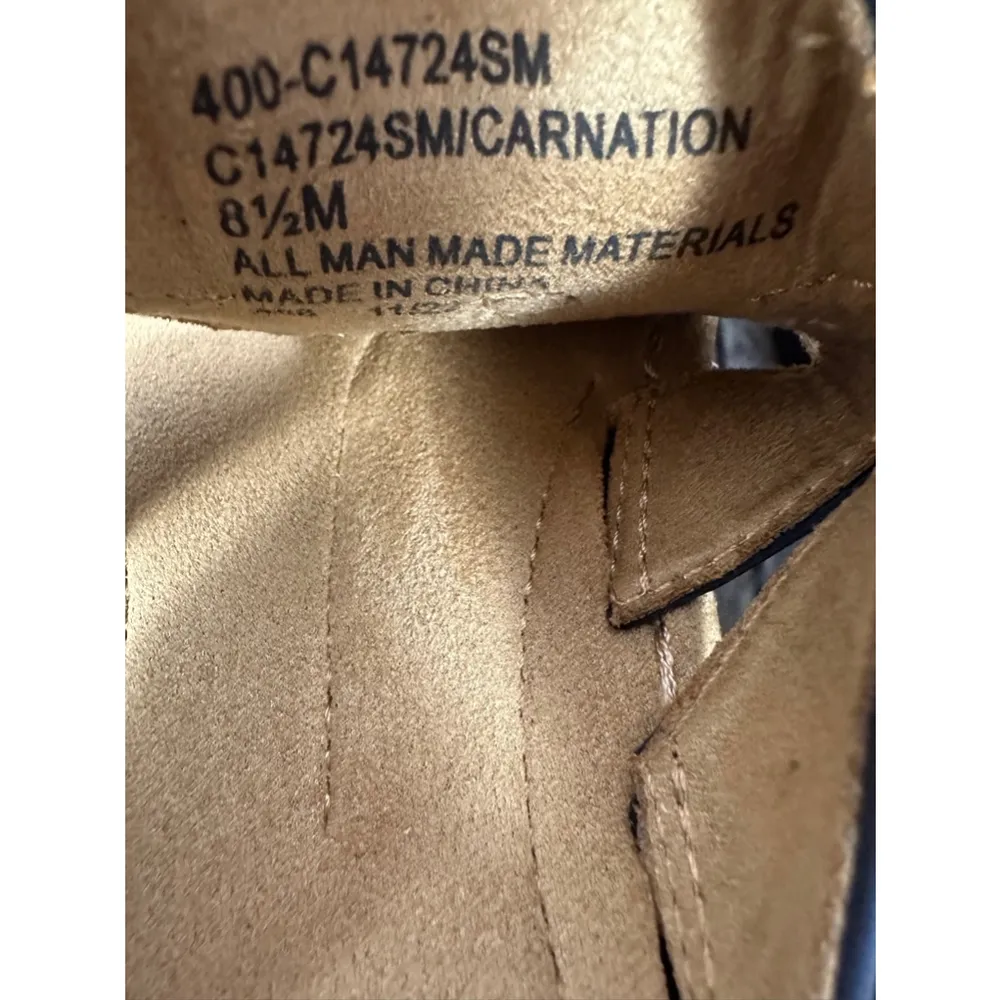 400-C14724SM
C14724SM/CARNATION
8½M
ALL MAN MADE MATERIALS
MADE IN CHINA